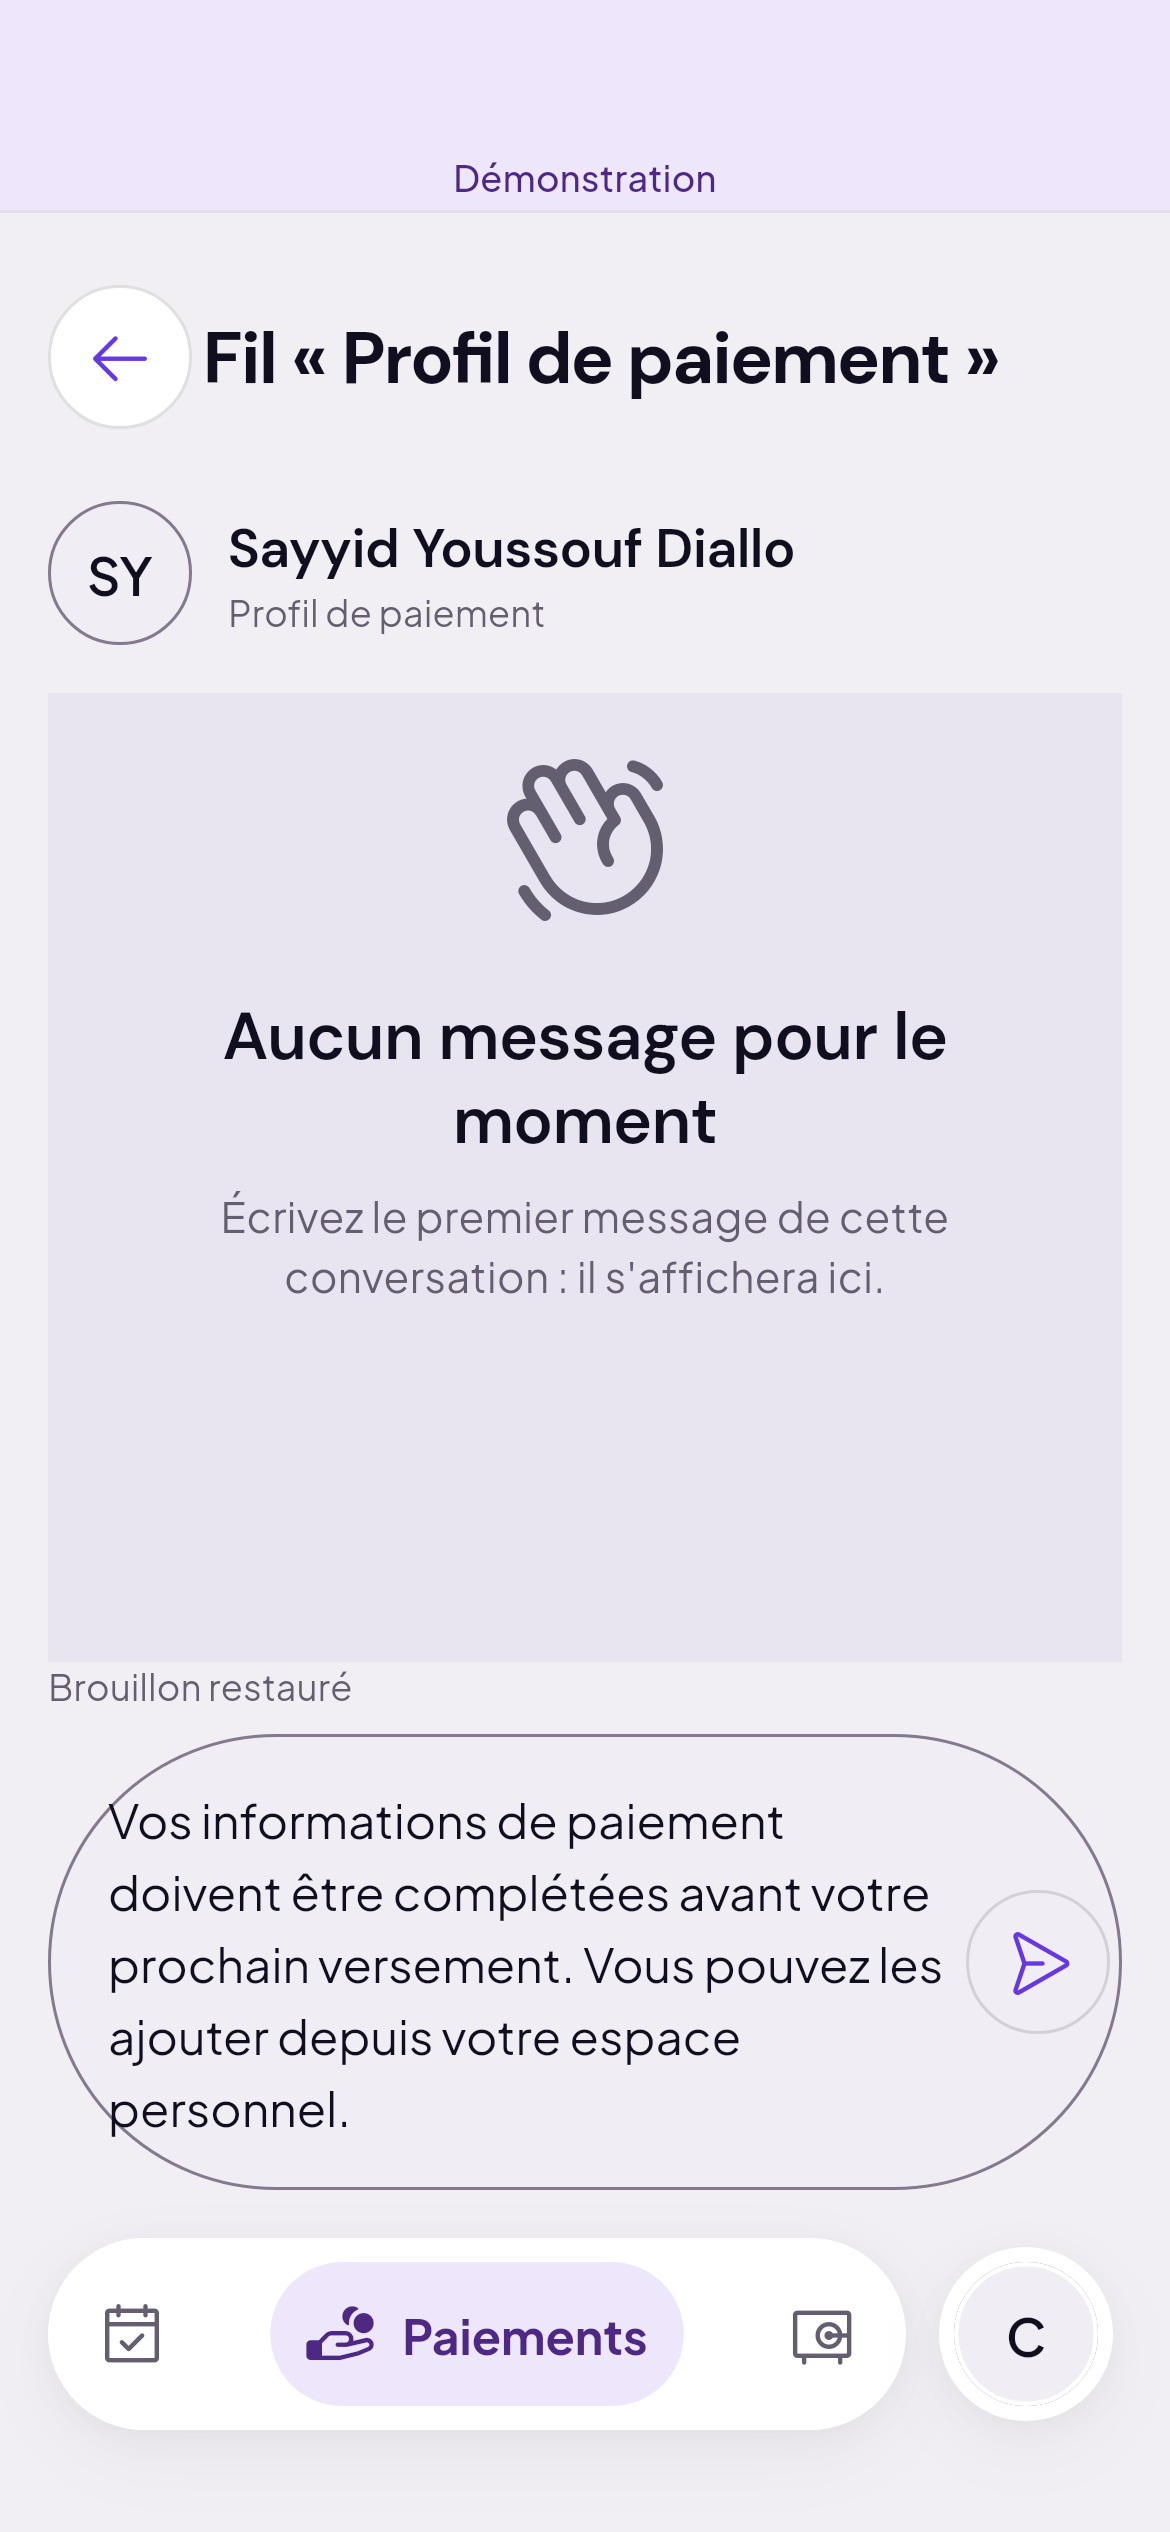 Démonstration
Fil « Profil de paiement »
SY
Sayyid Youssouf Diallo
Profil de paiement
Aucun message pour le
moment
Écrivez le premier message de cette
conversation : il s'affichera ici.
Brouillon restauré
Vos informations de paiement
doivent être complétées avant votre
prochain versement. Vous pouvez les
ajouter depuis votre espace
personnel.
Paiements
C